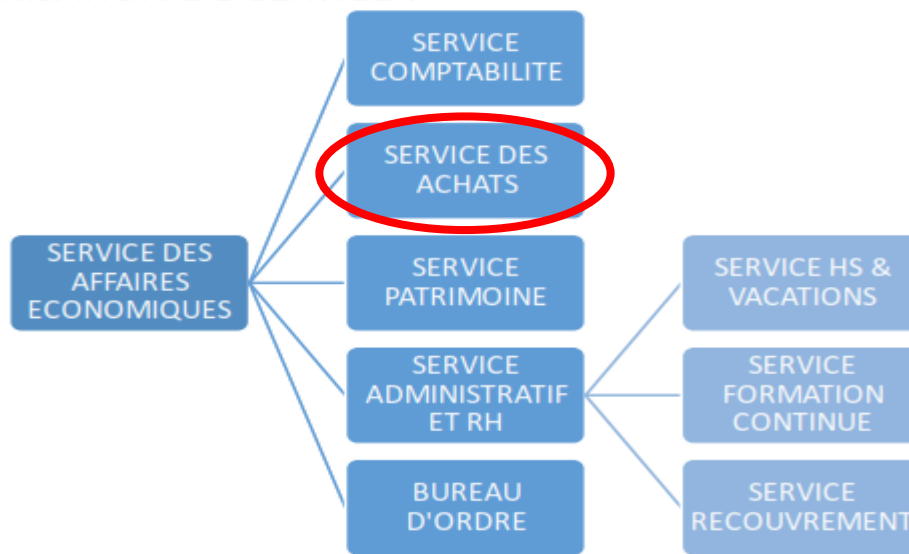 SERVICE
COMPTABILITE
SERVICE DES
ACHATS
SERVICE DES
AFFAIRES
ECONOMIQUES
SERVICE
PATRIMOINE
SERVICE HS &
VACATIONS
SERVICE
ADMINISTRATIF
ET RH
SERVICE
FORMATION
CONTINUE
BUREAU
D'ORDRE
SERVICE
RECOUVREMENT